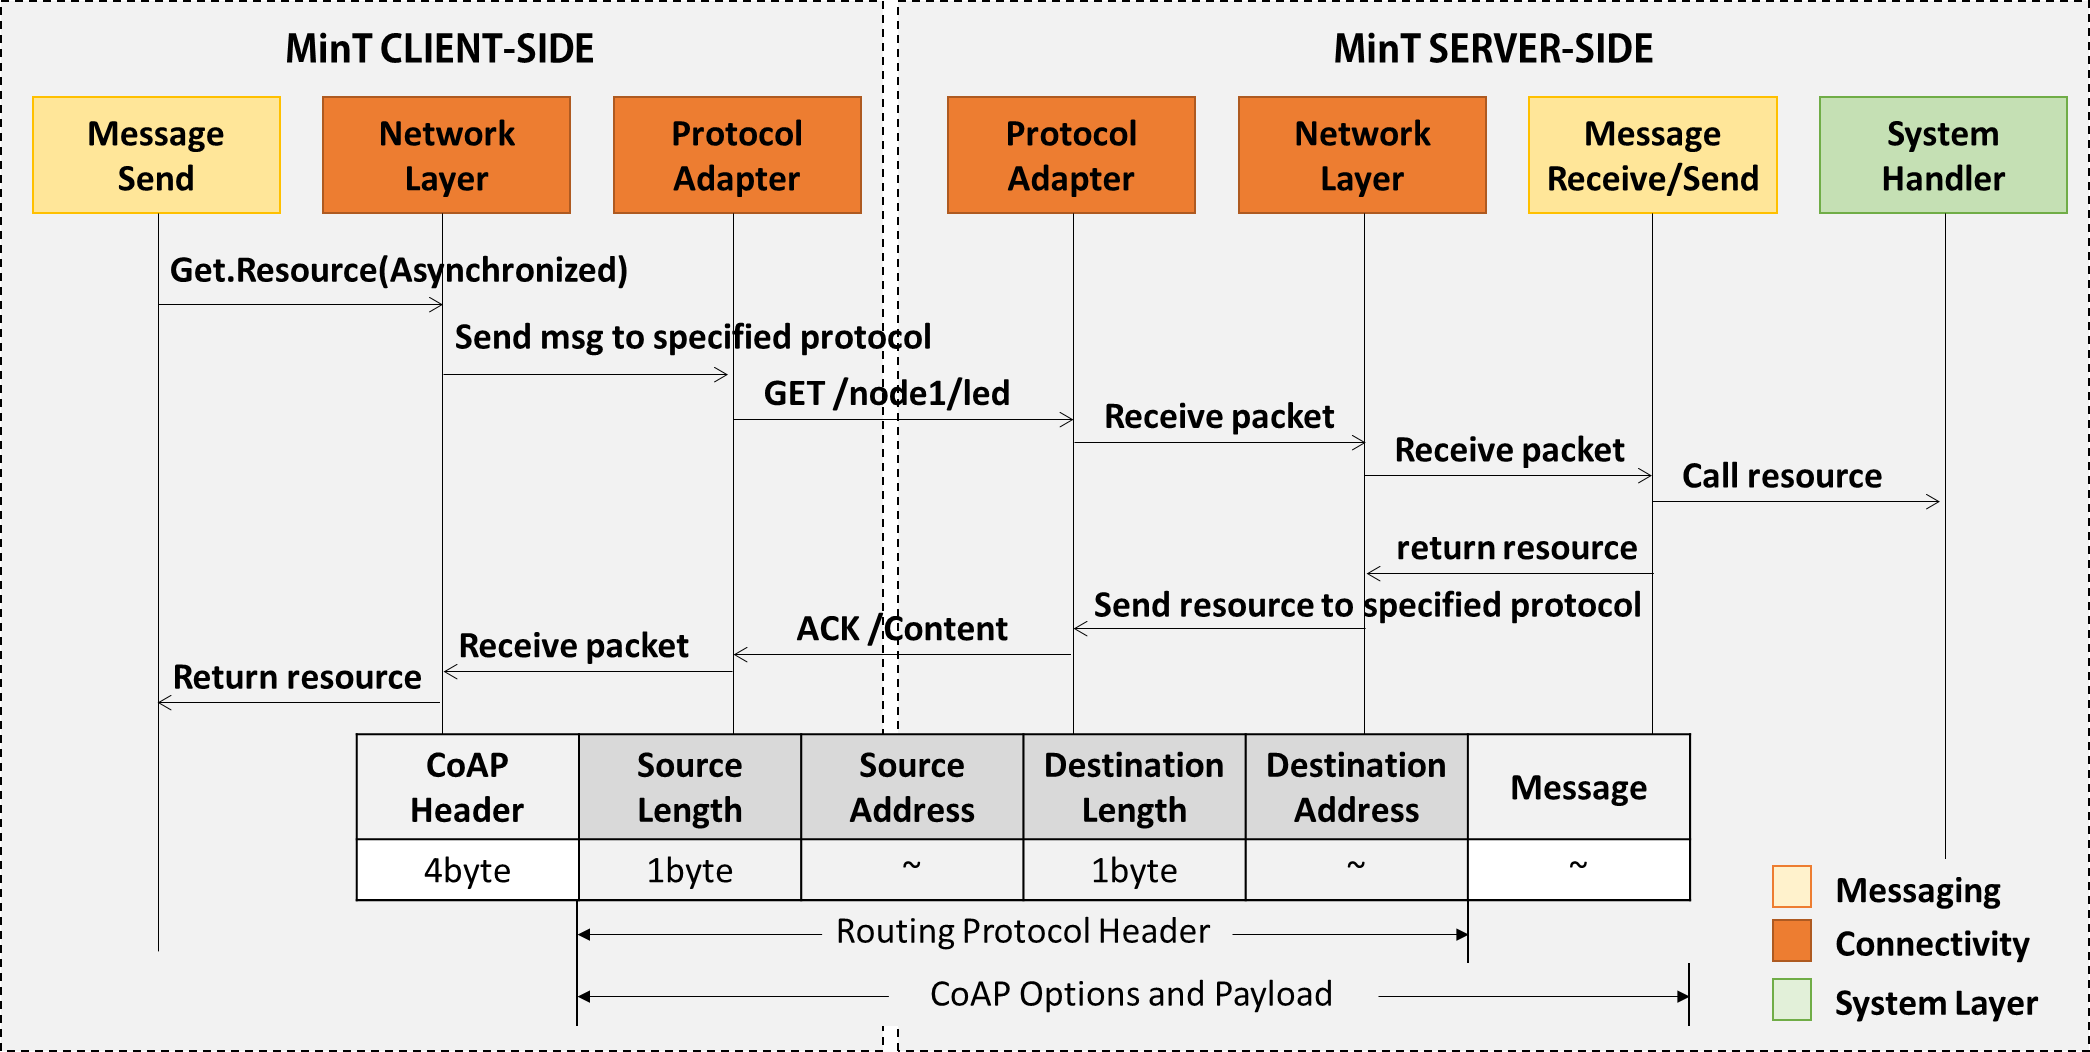 MinT CLIENT-SIDE
MinT SERVER-SIDE
Message
Send
Network
Layer
Protocol
Adapter
Protocol
Adapter
Network
Layer
Message
Receive/Send
System
Handler
Get.Resource(Asynchronized)
Send msg to specified protocol
GET /node1/led
Receive packet
Receive packet
Call resource
return resource
Send resource to specified protocol
ACK /Content
Receive packet
Return resource
CoAP
Header
Source
Length
Source
Address
Destination
Length
Destination
Address
Message
4byte
1byte
~
1byte
~
~
Routing Protocol Header
CoAP Options and Payload
Messaging
Connectivity
System Layer